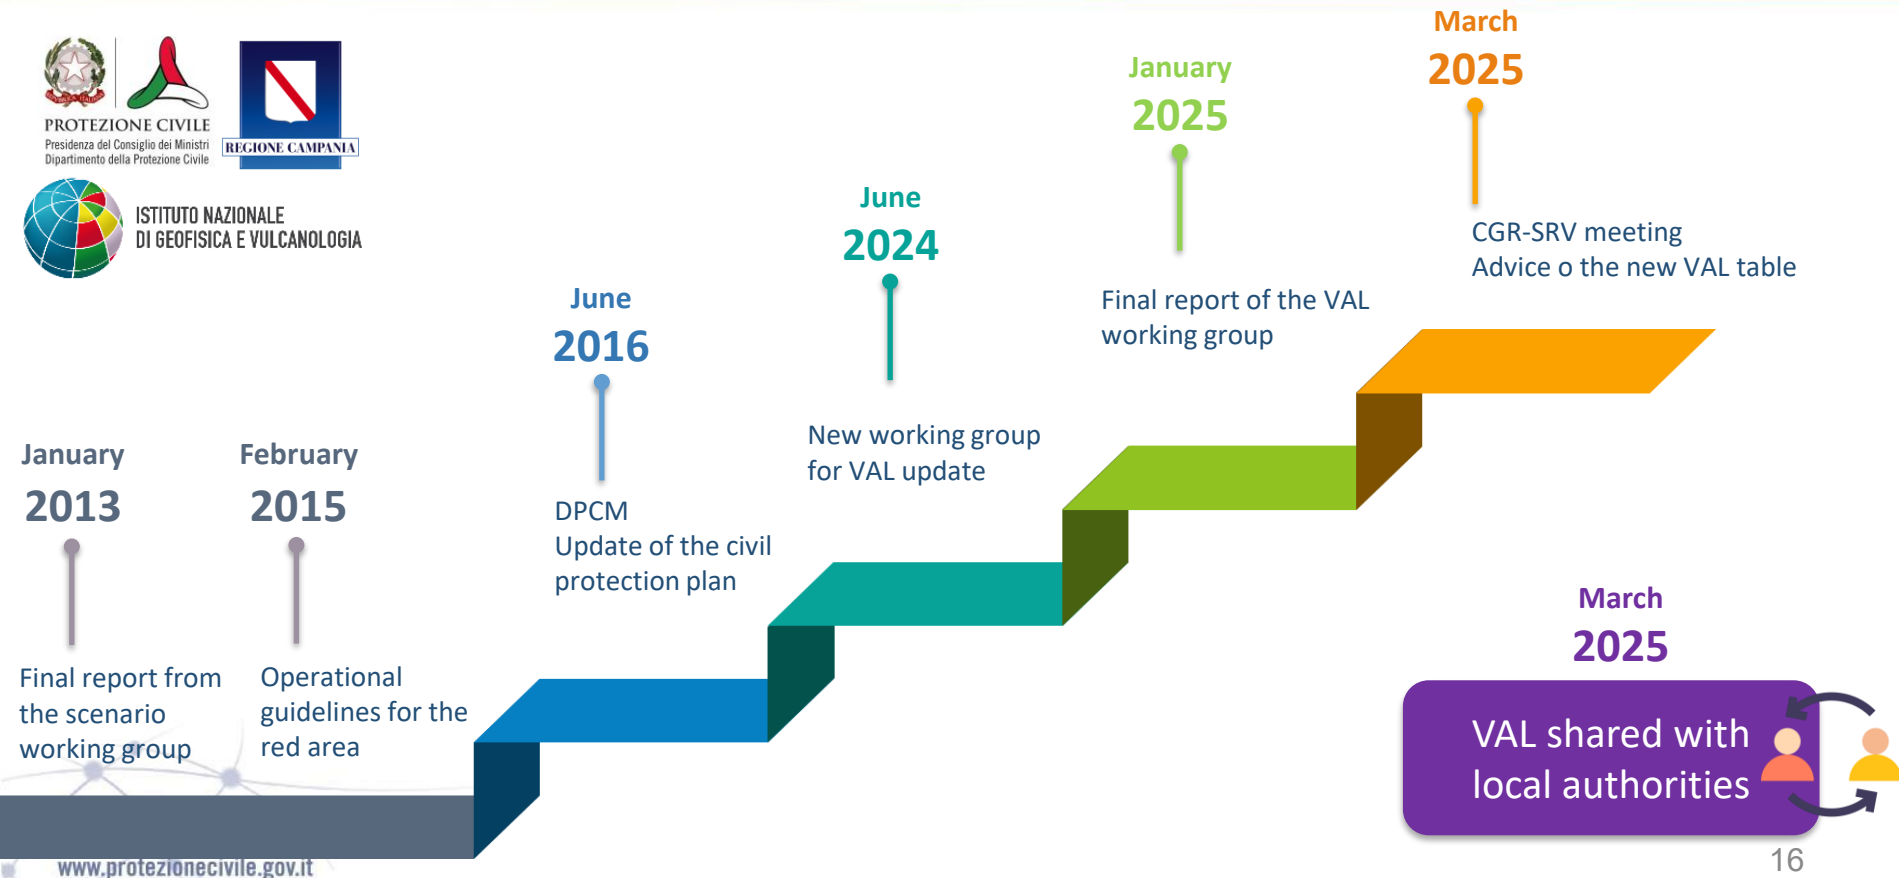 PROTEZIONE CIVILE
Presidenza del Consiglio dei Ministri
Dipartimento della Protezione Civile
REGIONE CAMPANIA
ISTITUTO NAZIONALE
DI GEOFISICA E VULCANOLOGIA
January
2013
Final report from
the scenario
working group
February
2015
Operational
guidelines for the
red area
June
2016
DPCM
Update of the civil
protection plan
June
2024
New working group
for VAL update
January
2025
Final report of the VAL
working group
March
2025
CGR-SRV meeting
Advice o the new VAL table
March
2025
VAL shared with
local authorities
www.protezionecivile.gov.it
16